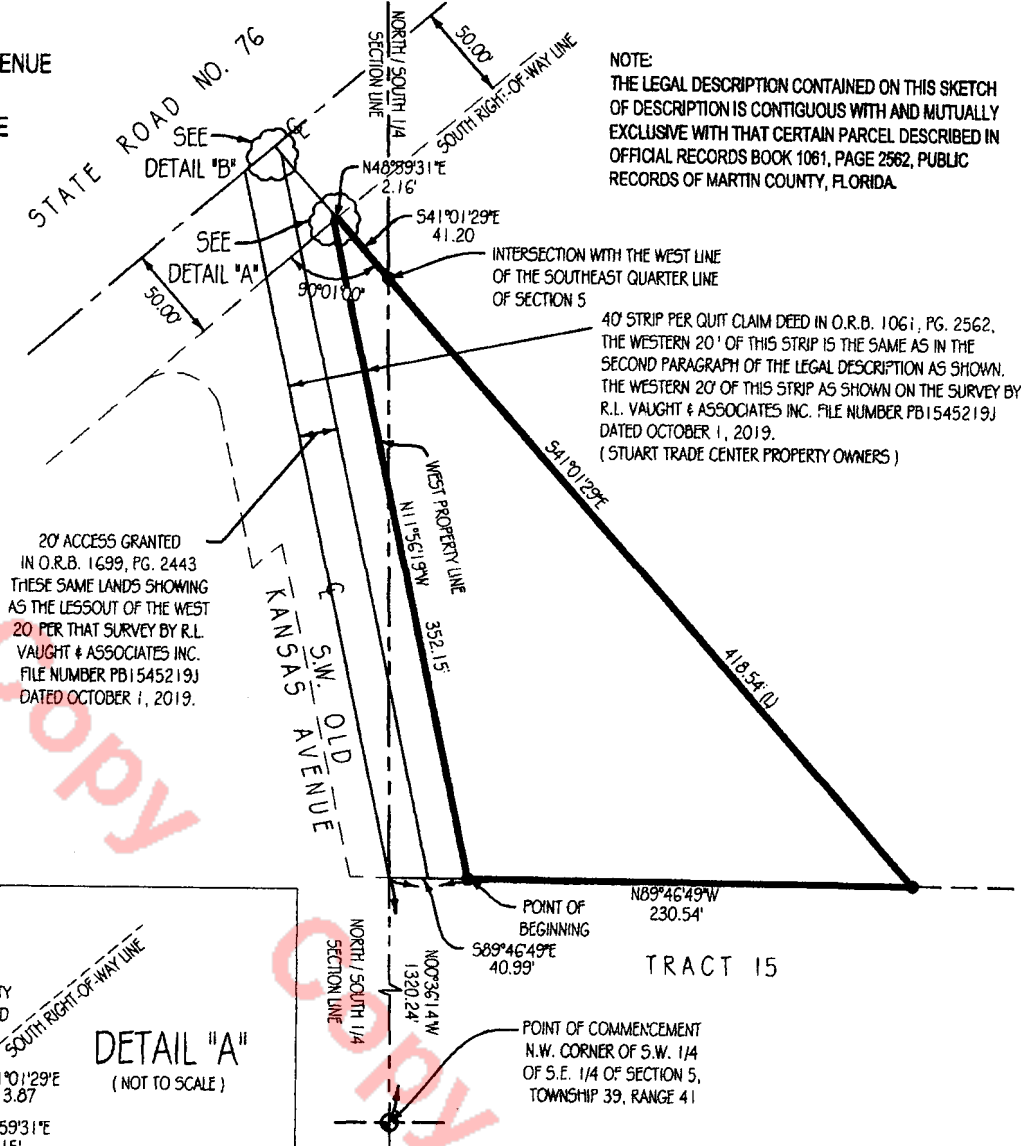 ENUE
E
STATE ROAD NO. 76
NORTH / SOUTH 1/4
SECTION LINE
50.00'
SOUTH RIGHT-OF-WAY LINE
NOTE:
THE LEGAL DESCRIPTION CONTAINED ON THIS SKETCH
OF DESCRIPTION IS CONTIGUOUS WITH AND MUTUALLY
EXCLUSIVE WITH THAT CERTAIN PARCEL DESCRIBED IN
OFFICIAL RECORDS BOOK 1061, PAGE 2562, PUBLIC
RECORDS OF MARTIN COUNTY, FLORIDA.
SEE
DETAIL "B"
N48°59'31"E
2.16'
S41°01'29"E
41.20
SEE
DETAIL "A"
50.00'
90°01'00"
INTERSECTION WITH THE WEST LINE
OF THE SOUTHEAST QUARTER LINE
OF SECTION 5
40' STRIP PER QUIT CLAIM DEED IN O.R.B. 1061, PG. 2562,
THE WESTERN 20' OF THIS STRIP IS THE SAME AS IN THE
SECOND PARAGRAPH OF THE LEGAL DESCRIPTION AS SHOWN.
THE WESTERN 20' OF THIS STRIP AS SHOWN ON THE SURVEY BY
R.L. VAUGHT & ASSOCIATES INC. FILE NUMBER PB1545219J
DATED OCTOBER 1, 2019.
( STUART TRADE CENTER PROPERTY OWNERS )
S41°01'29"E
418.54' (L)
WEST PROPERTY LINE
N11°56'19"W
352.15'
20' ACCESS GRANTED
IN O.R.B. 1699, PG. 2443
THESE SAME LANDS SHOWING
AS THE LESSOUT OF THE WEST
20 PER THAT SURVEY BY R.L.
VAUGHT & ASSOCIATES INC.
FILE NUMBER PB1545219J
DATED OCTOBER 1, 2019.
S.W. OLD
KANSAS AVENUE
N89°46'49"W
230.54'
POINT OF
BEGINNING
S89°46'49"E
40.99'
TRACT 15
NORTH / SOUTH 1/4
SECTION LINE
N00°36'14"W
1320.24'
POINT OF COMMENCEMENT
N.W. CORNER OF S.W. 1/4
OF S.E. 1/4 OF SECTION 5,
TOWNSHIP 39, RANGE 41
SOUTH RIGHT-OF-WAY LINE
TY
D
DETAIL "A"
( NOT TO SCALE )
°01'29"E
3.87
59'31"E
Copy
Copy